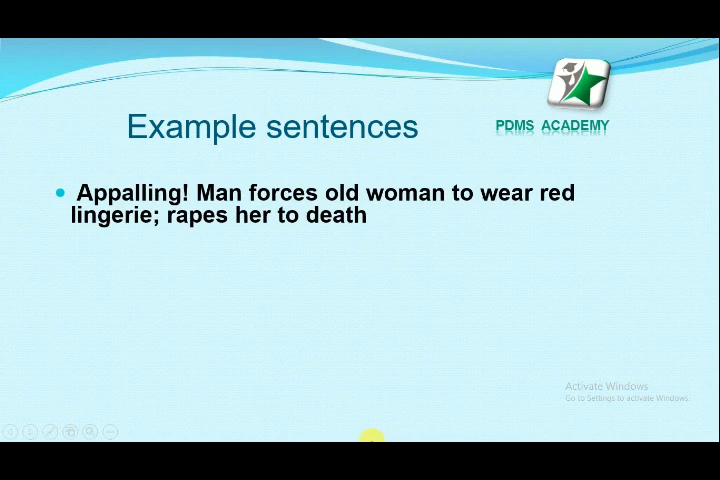 Example sentences
PDMS ACADEMY
Appalling! Man forces old woman to wear red
lingerie; rapes her to death
Activate Windows
Go to Settings to activate Windows.